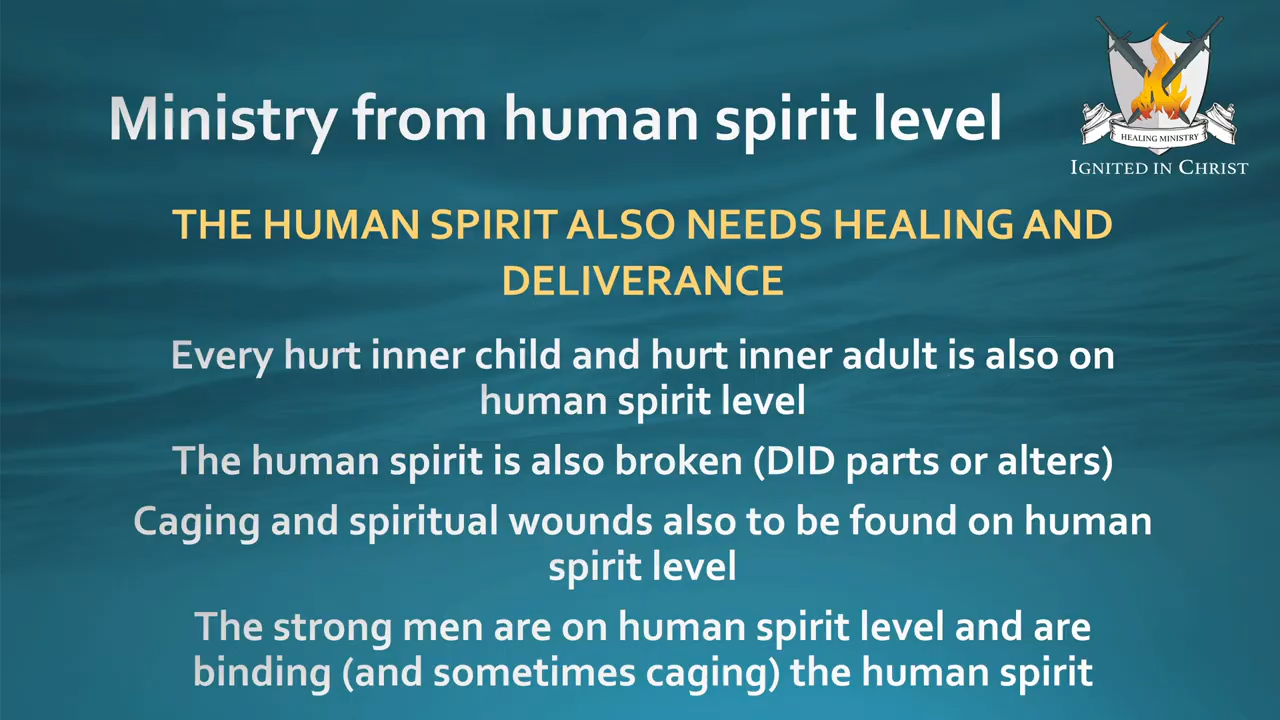 Ministry from human spirit level
HEALING MINISTRY
IGNITED IN CHRIST
THE HUMAN SPIRIT ALSO NEEDS HEALING AND
DELIVERANCE
Every hurt inner child and hurt inner adult is also on
human spirit level
The human spirit is also broken (DID parts or alters)
Caging and spiritual wounds also to be found on human
spirit level
The strong men are on human spirit level and are
binding (and sometimes caging) the human spirit